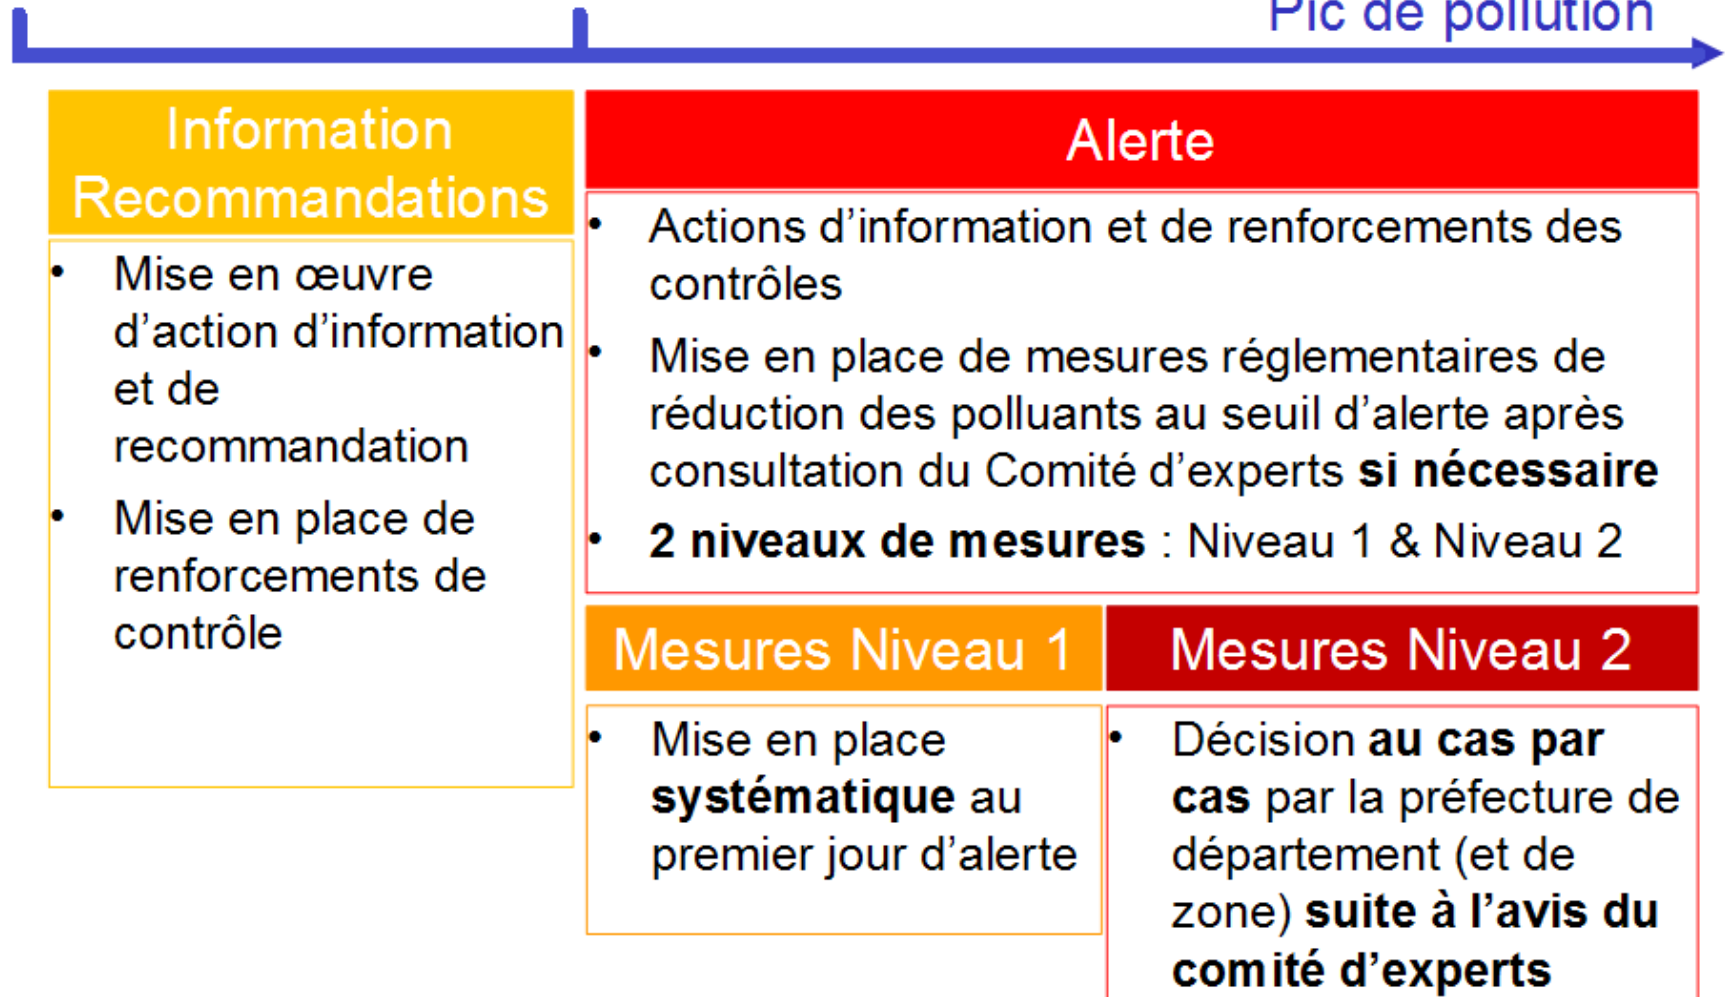 Pic de pollution
Information
Recommandations
• Mise en œuvre
d’action d’information
et de
recommandation
• Mise en place de
renforcements de
contrôle
Alerte
• Actions d’information et de renforcements des
contrôles
• Mise en place de mesures réglementaires de
réduction des polluants au seuil d’alerte après
consultation du Comité d’experts si nécessaire
• 2 niveaux de mesures : Niveau 1 & Niveau 2
Mesures Niveau 1
• Mise en place
systématique au
premier jour d’alerte
Mesures Niveau 2
• Décision au cas par
cas par la préfecture de
département (et de
zone) suite à l’avis du
comité d’experts